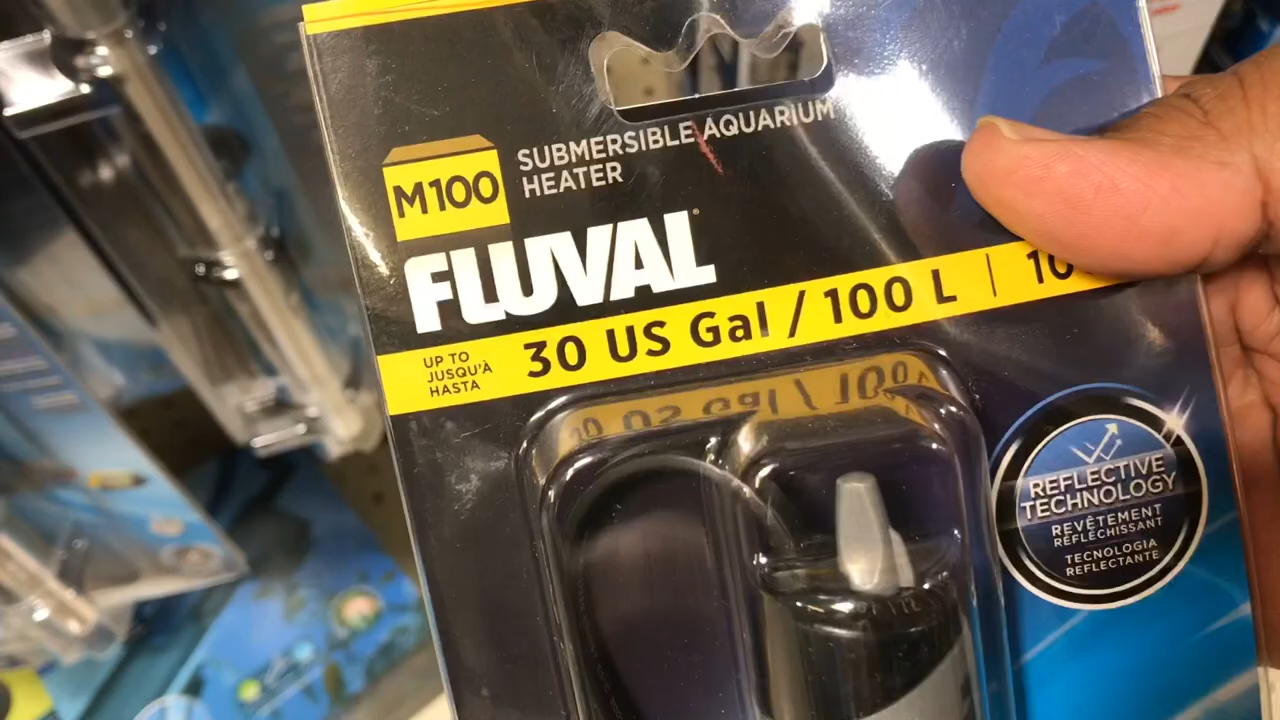 SUBMERSIBLE AQUARIUM
HEATER
M100
FLUVAL
UP TO
JUSQU'À
HASTA
30 US Gal / 100 L | 10
REFLECTIVE
TECHNOLOGY
REVÊTEMENT
RÉFLÉCHISSANT
TECNOLOGIA
REFLECTANTE